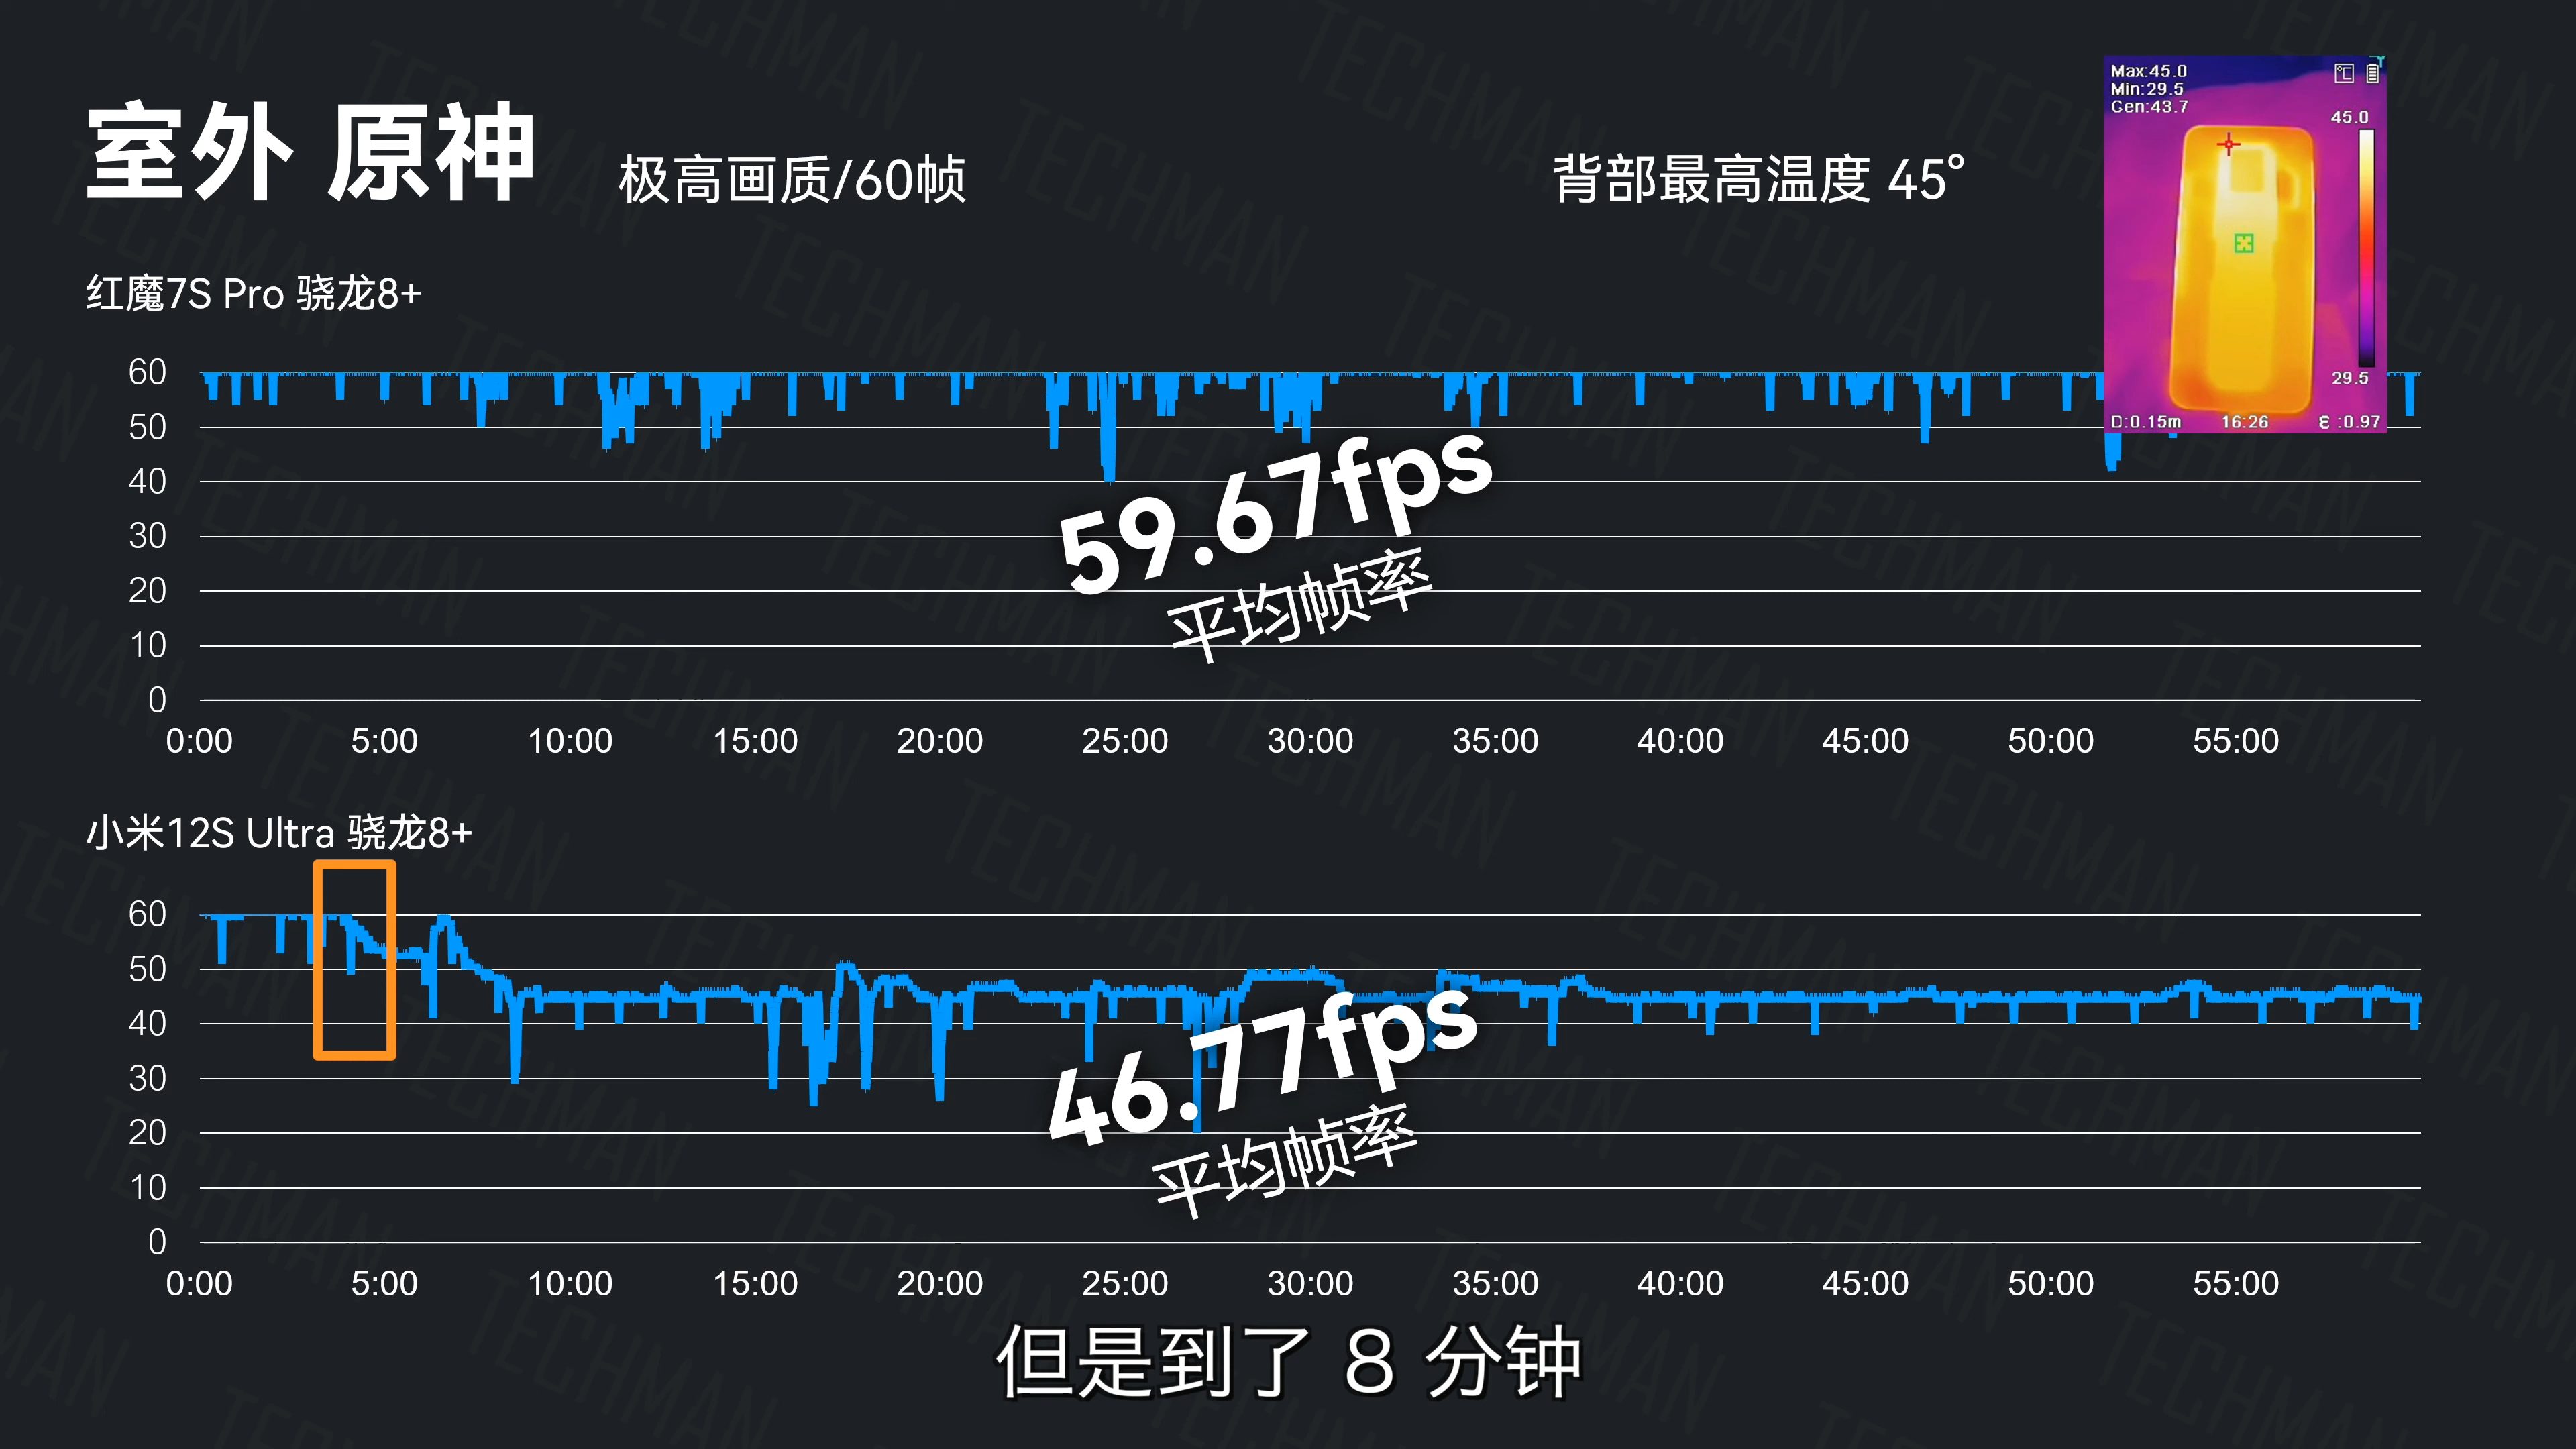 室外 原神
极高画质/60帧
背部最高温度 45°
Max:45.0
Min:29.5
Cen:43.7
℃
45.0
29.5
D:0.15m 16:26 ε :0.97
红魔7S Pro 骁龙8+
60
50
40
30
20
10
0
0:00 5:00 10:00 15:00 20:00 25:00 30:00 35:00 40:00 45:00 50:00 55:00
59.67fps
平均帧率
小米12S Ultra 骁龙8+
60
50
40
30
20
10
0
0:00 5:00 10:00 15:00 20:00 25:00 30:00 35:00 40:00 45:00 50:00 55:00
46.77fps
平均帧率
但是到了 8 分钟
TECHMAN